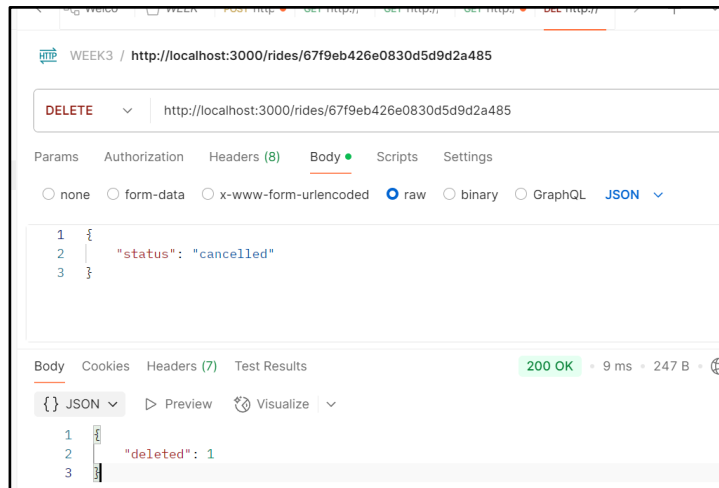 WEEK3 / http://localhost:3000/rides/67f9eb426e0830d5d9d2a485
DELETE http://localhost:3000/rides/67f9eb426e0830d5d9d2a485
Params Authorization Headers (8) Body Scripts Settings
none form-data x-www-form-urlencoded raw binary GraphQL JSON
1 {
2 "status": "cancelled"
3 }
Body Cookies Headers (7) Test Results 200 OK 9 ms 247 B
{} JSON Preview Visualize
1 {
2 "deleted": 1
3 }